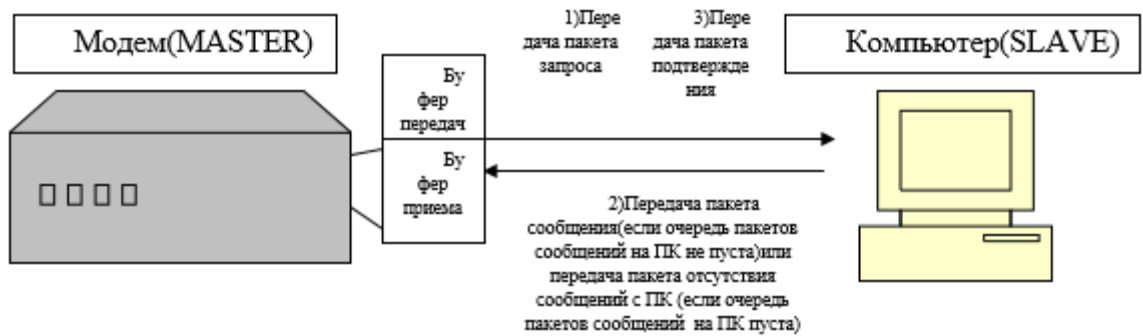 Модем(MASTER)
1)Пере
дача пакета
запроса
3)Пере
дача пакета
подтвержде
ния
Компьютер(SLAVE)
Бу
фер
передач
Бу
фер
приема
2)Передача пакета
сообщения(если очередь пакетов
сообщений на ПК не пуста)или
передача пакета отсутствия
сообщений с ПК (если очередь
пакетов сообщений на ПК пуста)